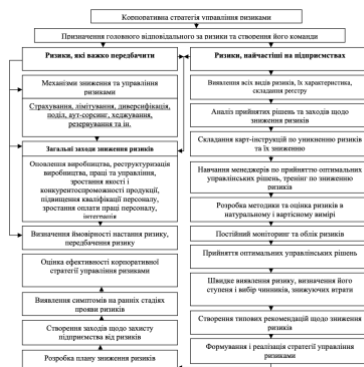 Корпоративна стратегія управління ризиками
Призначення головного відповідального за ризики та створення його команди
Ризики, які важко передбачити
Механізми зниження та управління
ризиками
Страхування, лімітування, диверсифікація,
поділ, аут-сорсинг, хеджування,
резервування та ін.
Загальні заходи зниження ризиків
Оновлення виробництва, реструктуризація
виробництва, праці та управління,
зростання якості і
конкурентоспроможності продукції,
підвищення кваліфікації персоналу,
зростання оплати праці персоналу,
інтеграція
Визначення ймовірності настання ризику,
передбачення ризику
Оцінка ефективності корпоративної
стратегії управління ризиками
Виявлення симптомів на ранніх стадіях
прояви ризиків
Створення заходів щодо захисту
підприємства від ризиків
Розробка плану зниження ризиків
Ризики, найчастіші на підприємствах
Виявлення всіх видів ризиків, їх характеристика,
складання реєстру
Аналіз прийнятих рішень та заходів щодо
зниження ризиків
Складання карт-інструкцій по уникненню ризиків
та їх зниженню
Навчання менеджерів по прийняттю оптимальних
управлінських рішень, тренінг по зниженню
ризиків
Розробка методики та оцінка ризиків в
натуральному і вартісному вимірі
Постійний моніторинг та облік ризиків
Прийняття оптимальних управлінських рішень
Швидке виявлення ризику, визначення його
ступеня і вибір чинників, знижуючих втрати
Створення типових рекомендацій щодо зниження
ризиків
Формування і реалізація стратегії управління
ризиками